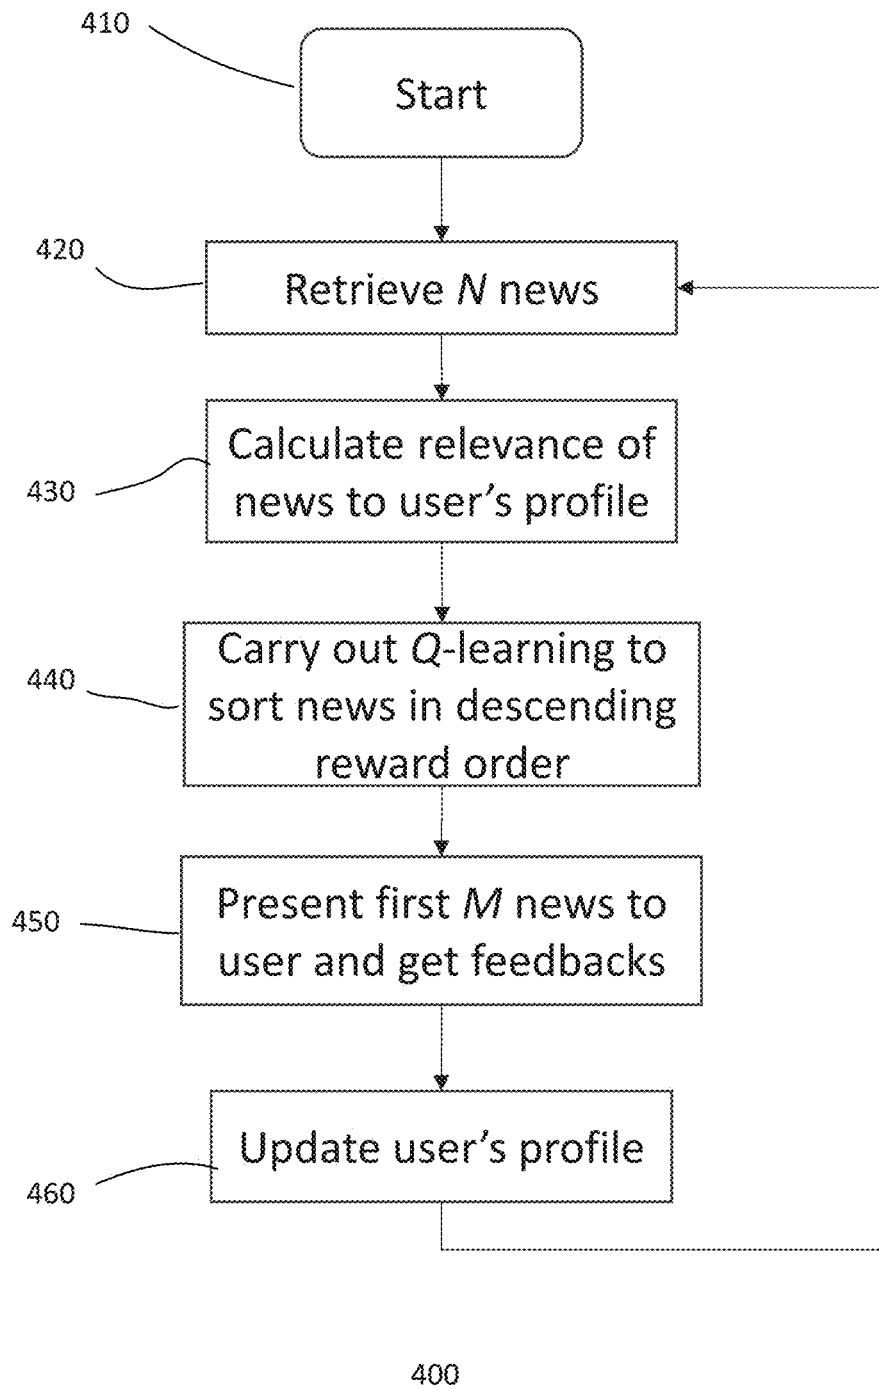 410
Start
420
Retrieve N news
Calculate relevance of
430
news to user’s profile
Carry out Q-learning to
440
sort news in descending
reward order
Present first M news to
450
user and get feedbacks
Update user’s profile
460
400